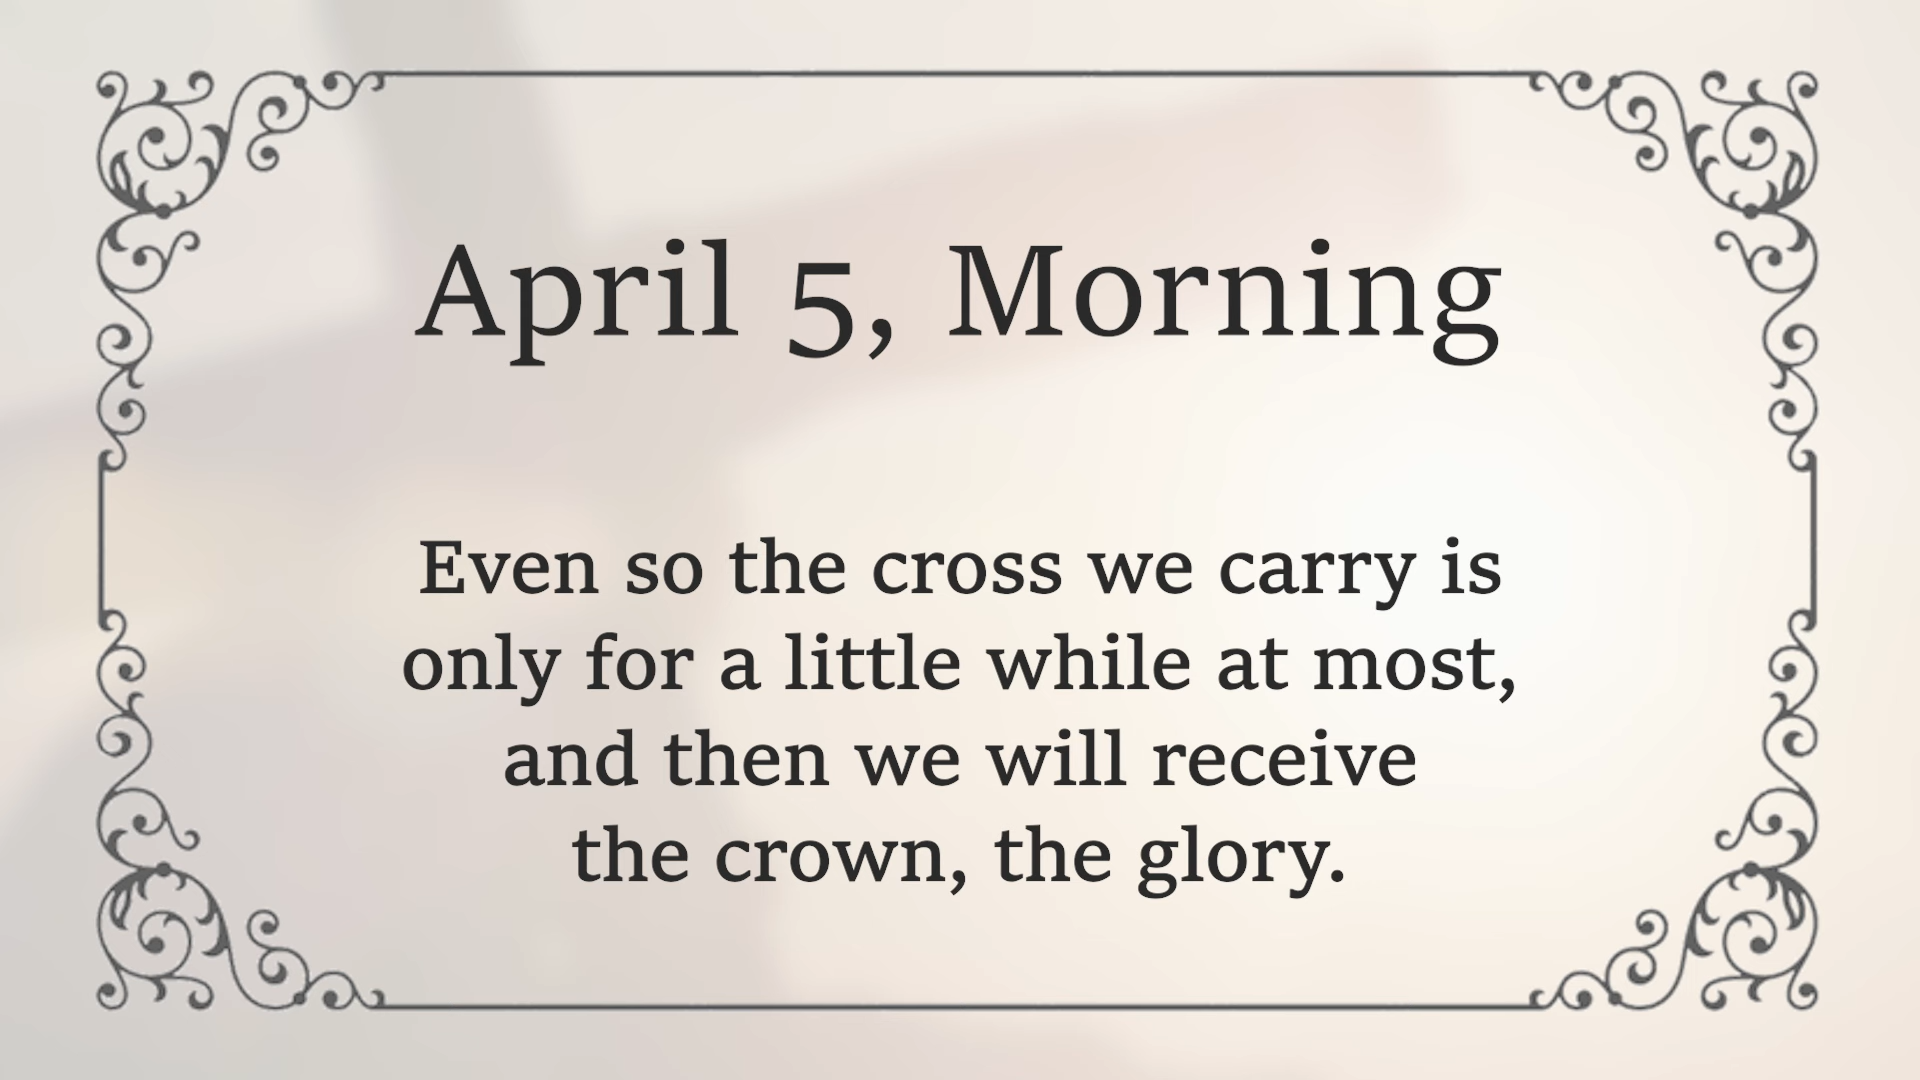 April 5, Morning
Even so the cross we carry is
only for a little while at most,
and then we will receive
the crown, the glory.